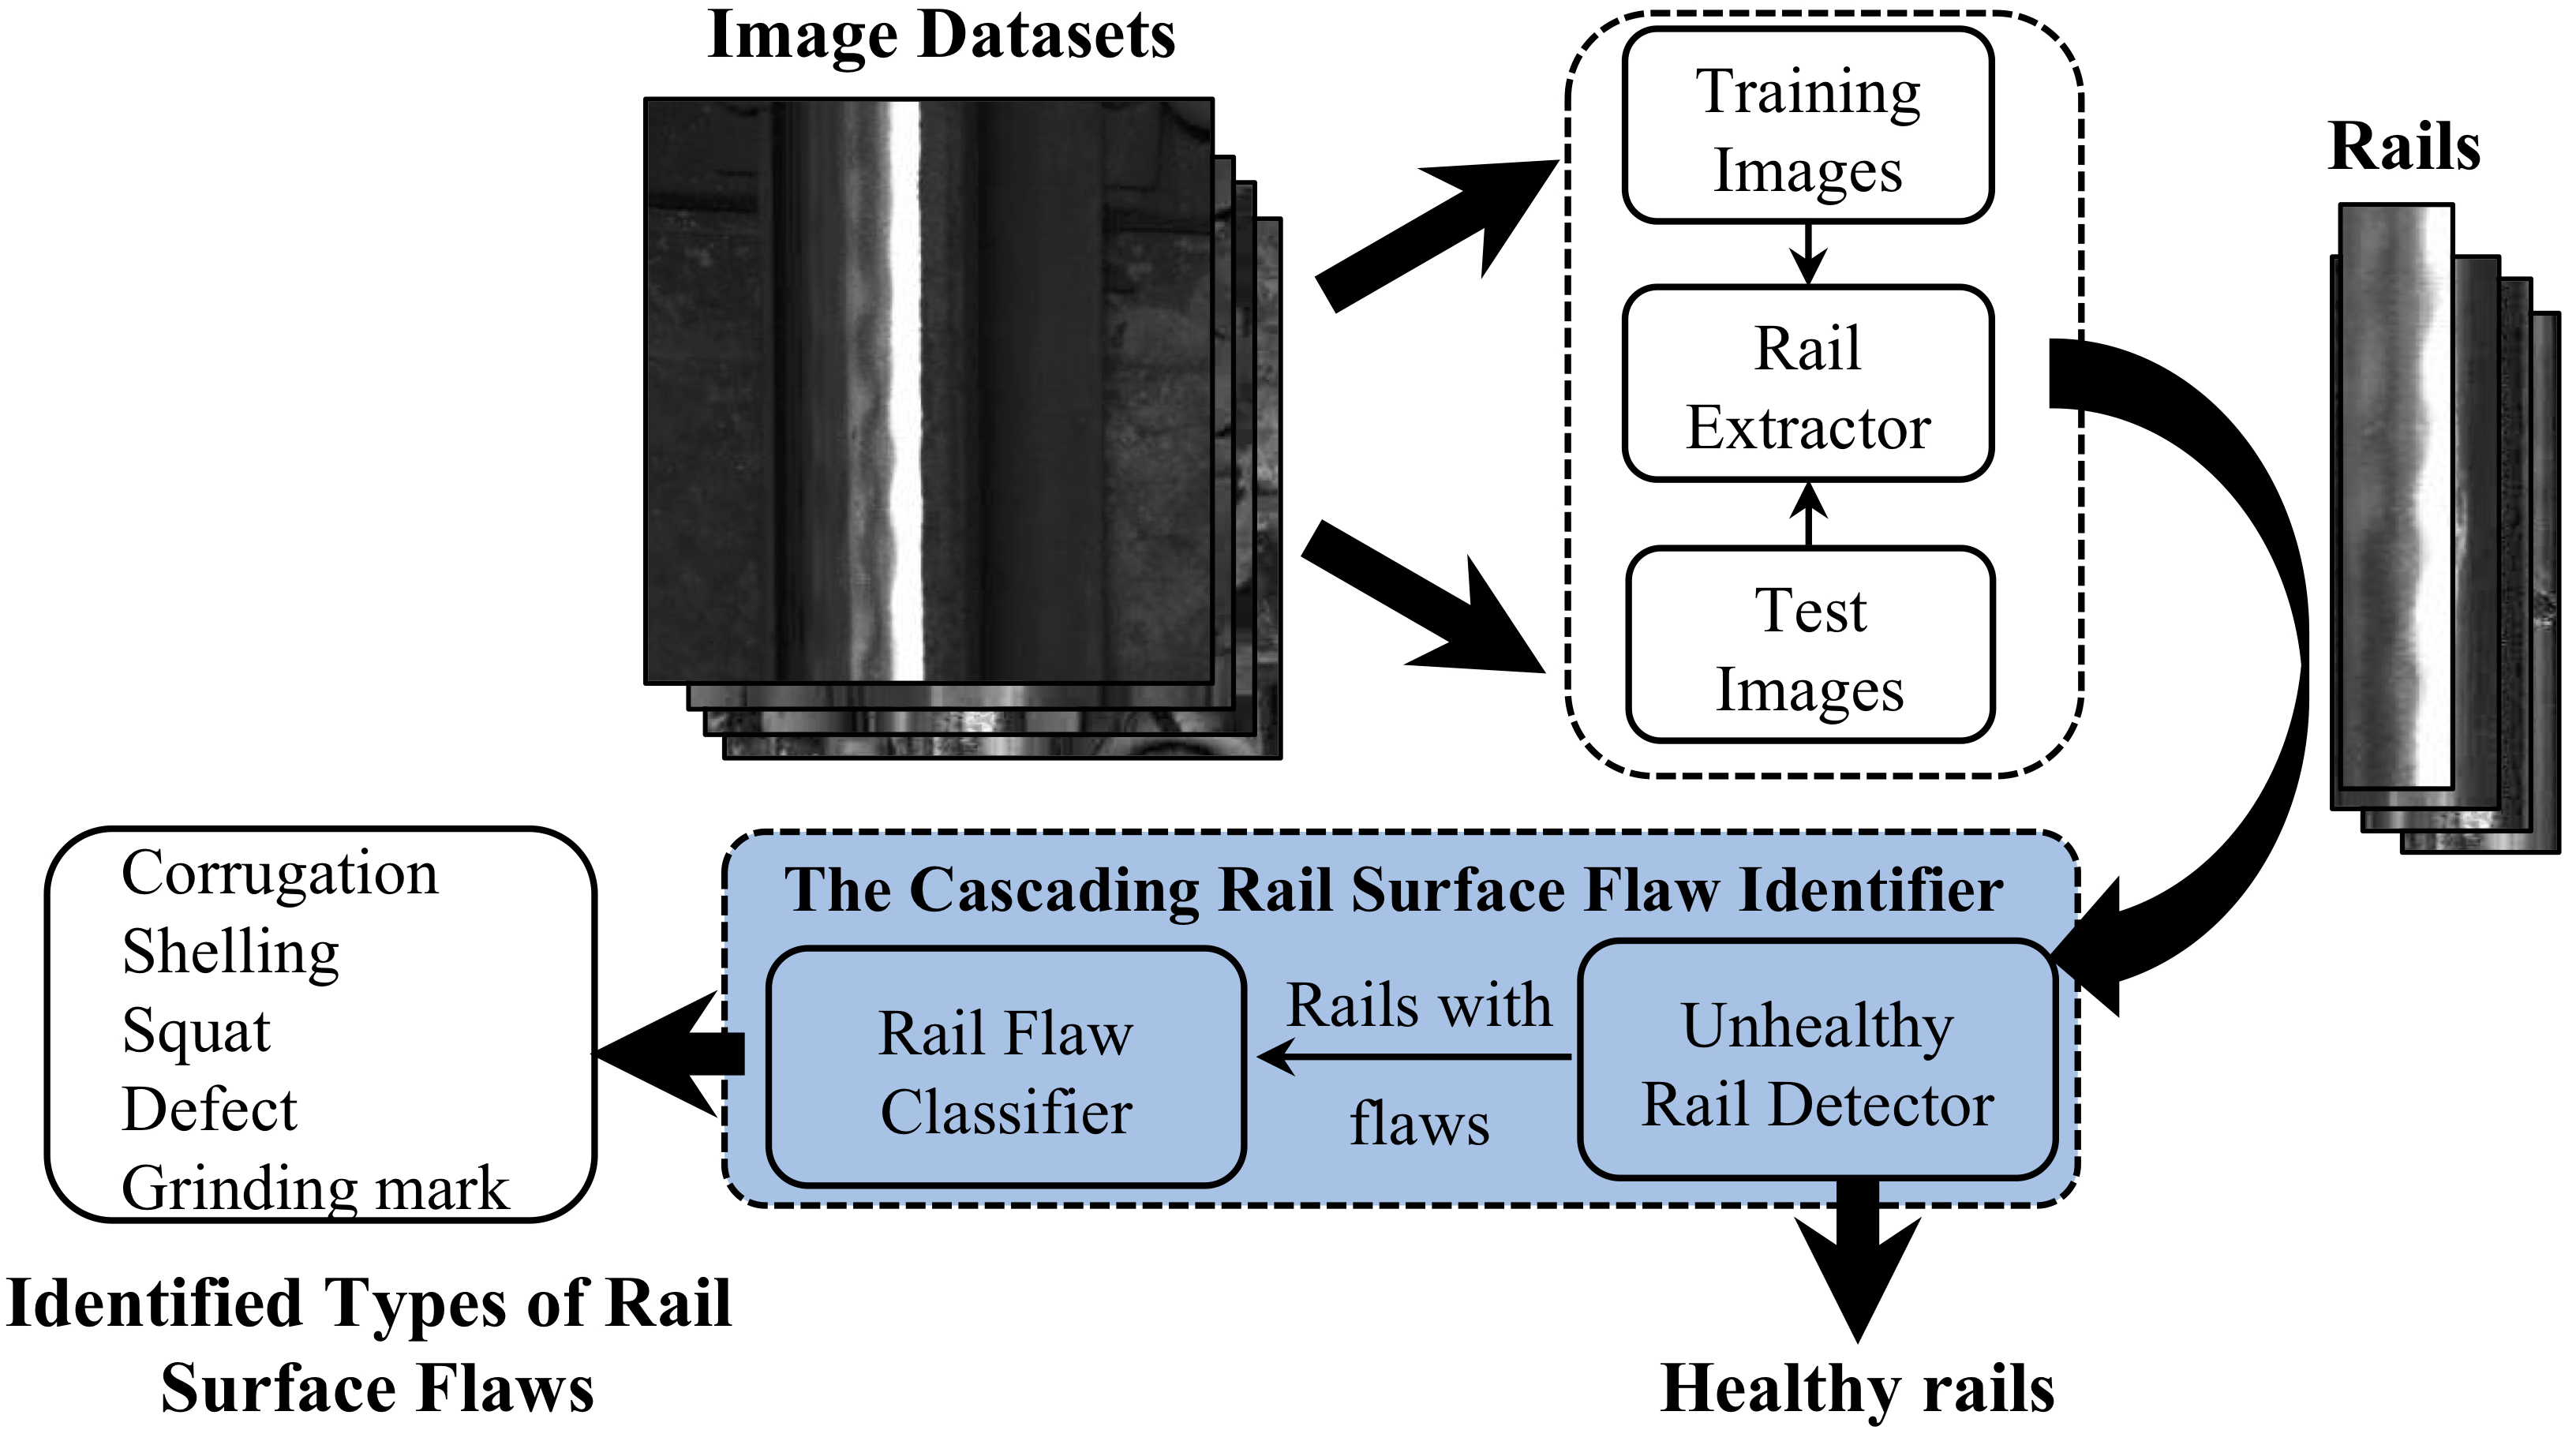 Image Datasets
Training
Images
Rail
Extractor
Test
Images
Rails
The Cascading Rail Surface Flaw Identifier
Unhealthy
Rail Detector
Rails with
flaws
Rail Flaw
Classifier
Corrugation
Shelling
Squat
Defect
Grinding mark
Identified Types of Rail
Surface Flaws
Healthy rails